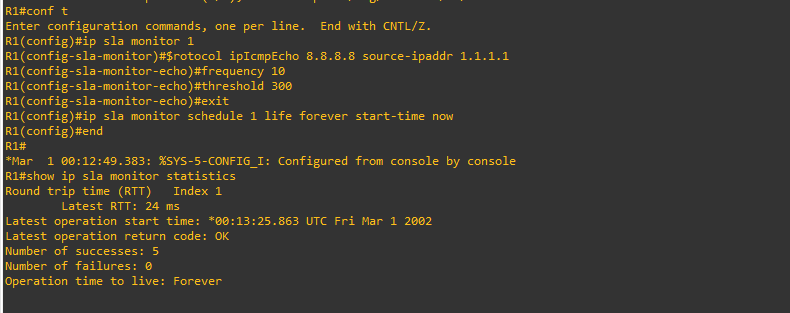 R1#conf t
Enter configuration commands, one per line.  End with CNTL/Z.
R1(config)#ip sla monitor 1
R1(config-sla-monitor)#$rotocol ipIcmpEcho 8.8.8.8 source-ipaddr 1.1.1.1
R1(config-sla-monitor-echo)#frequency 10
R1(config-sla-monitor-echo)#threshold 300
R1(config-sla-monitor-echo)#exit
R1(config)#ip sla monitor schedule 1 life forever start-time now
R1(config)#end
R1#
*Mar  1 00:12:49.383: %SYS-5-CONFIG_I: Configured from console by console
R1#show ip sla monitor statistics
Round trip time (RTT)   Index 1
        Latest RTT: 24 ms
Latest operation start time: *00:13:25.863 UTC Fri Mar 1 2002
Latest operation return code: OK
Number of successes: 5
Number of failures: 0
Operation time to live: Forever